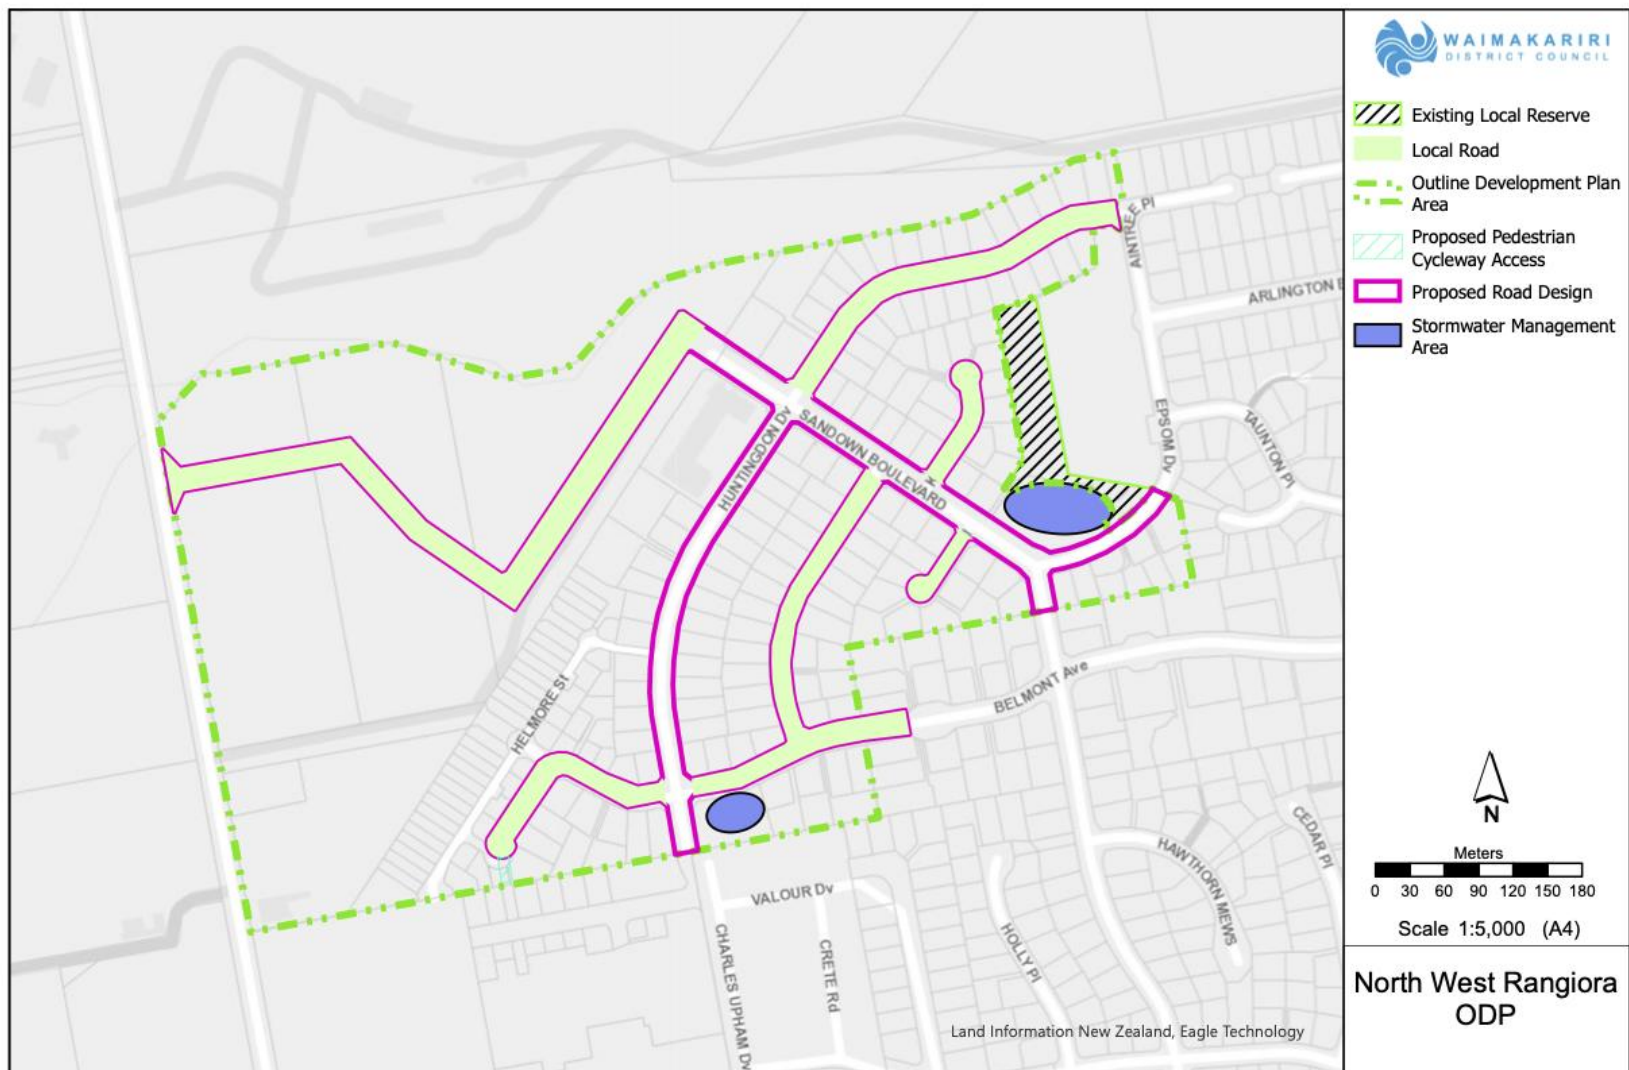 WAIMAKARIRI
DISTRICT COUNCIL
Existing Local Reserve
Local Road
Outline Development Plan
Area
Proposed Pedestrian
Cycleway Access
Proposed Road Design
Stormwater Management
Area
N
Meters
0 30 60 90 120 150 180
Scale 1:5,000 (A4)
North West Rangiora
ODP
AINTREE Pl
ARLINGTON
EPSOM Dv
TAUNTON Pl
HUNTINGDON Dv
SANDOWN BOULEVARD
HELMORE St
BELMONT Ave
VALOUR Dv
CHARLES UPHAM Dv
CRETE Rd
HOLLY Pl
HAWTHORN MEWS
CEDAR Pl
Land Information New Zealand, Eagle Technology